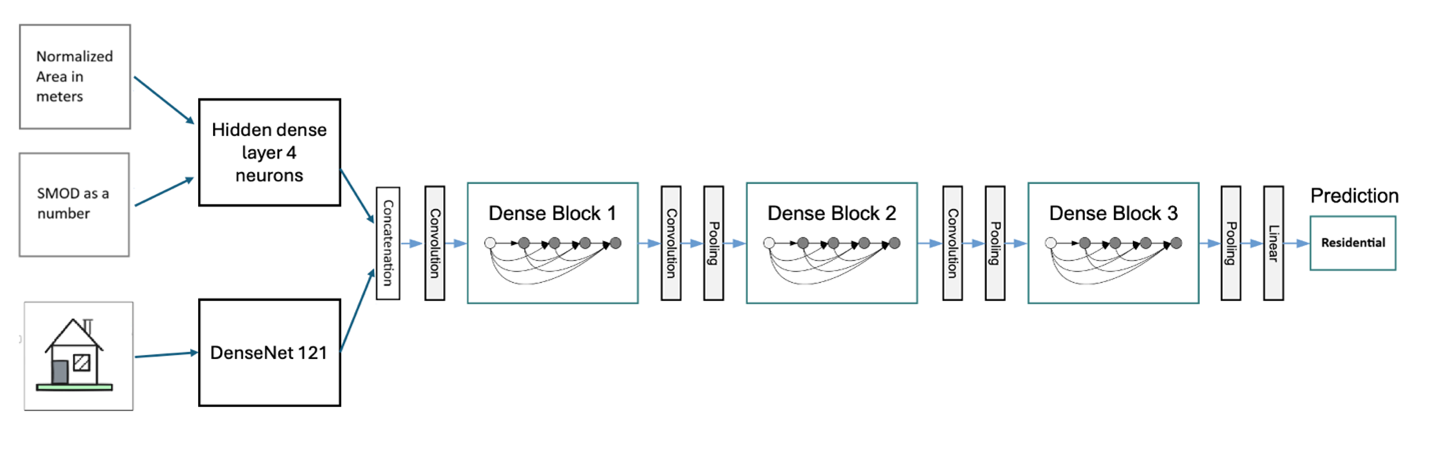 Normalized
Area in
meters
SMOD as a
number
Hidden dense
layer 4
neurons
DenseNet 121
Concatenation
Convolution
Dense Block 1
Convolution
Pooling
Dense Block 2
Convolution
Pooling
Dense Block 3
Pooling
Linear
Prediction
Residential